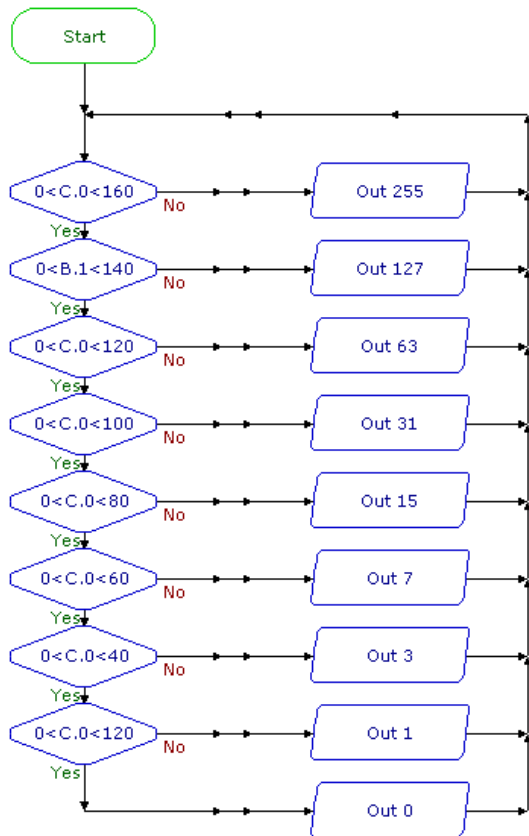 Start
0<C.0<160
No
Out 255
Yes
0<B.1<140
No
Out 127
Yes
0<C.0<120
No
Out 63
Yes
0<C.0<100
No
Out 31
Yes
0<C.0<80
No
Out 15
Yes
0<C.0<60
No
Out 7
Yes
0<C.0<40
No
Out 3
Yes
0<C.0<120
No
Out 1
Yes
Out 0